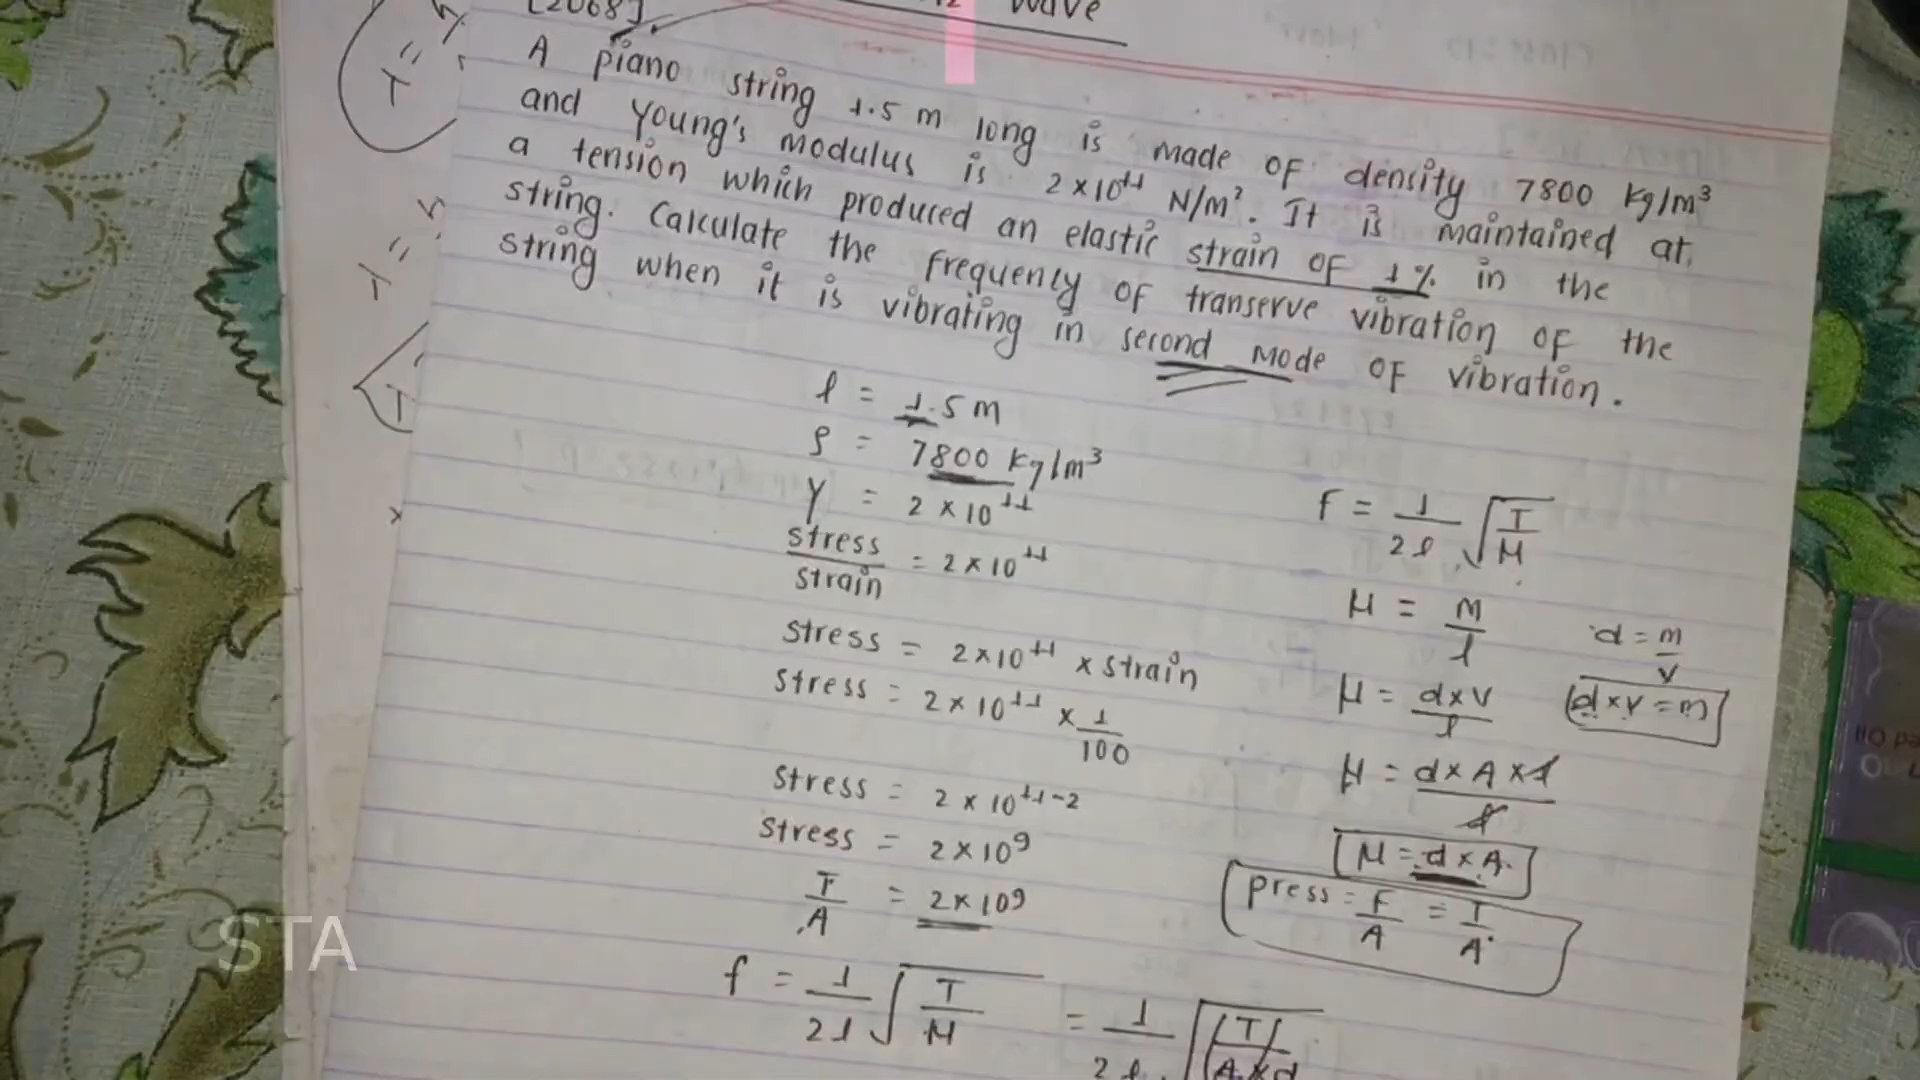 [2068]
wave
A piano string 1.5 m long is made of density 7800 kg/m³
and Young's modulus is 2×10¹¹ N/m². It is maintained at
a tension which produced an elastic strain of 1% in the
string. Calculate the frequency of transerve vibration of the
string when it is vibrating in second mode of vibration.
l = 1.5 m
ρ = 7800 kg/m³
Y = 2 × 10¹¹
stress/strain = 2 × 10¹¹
stress = 2×10¹¹ × strain
stress = 2×10¹¹ × 1/100
stress = 2 × 10¹¹⁻²
stress = 2×10⁹
T/A = 2×10⁹
f = 1/2l √T/μ
μ = m/l
d = m/v
μ = d×v/l
d×v = m
μ = d×A×l/l
μ = d×A.
press = F/A = T/A
f = 1/2l √T/μ = 1/2l √T/A×d
STA